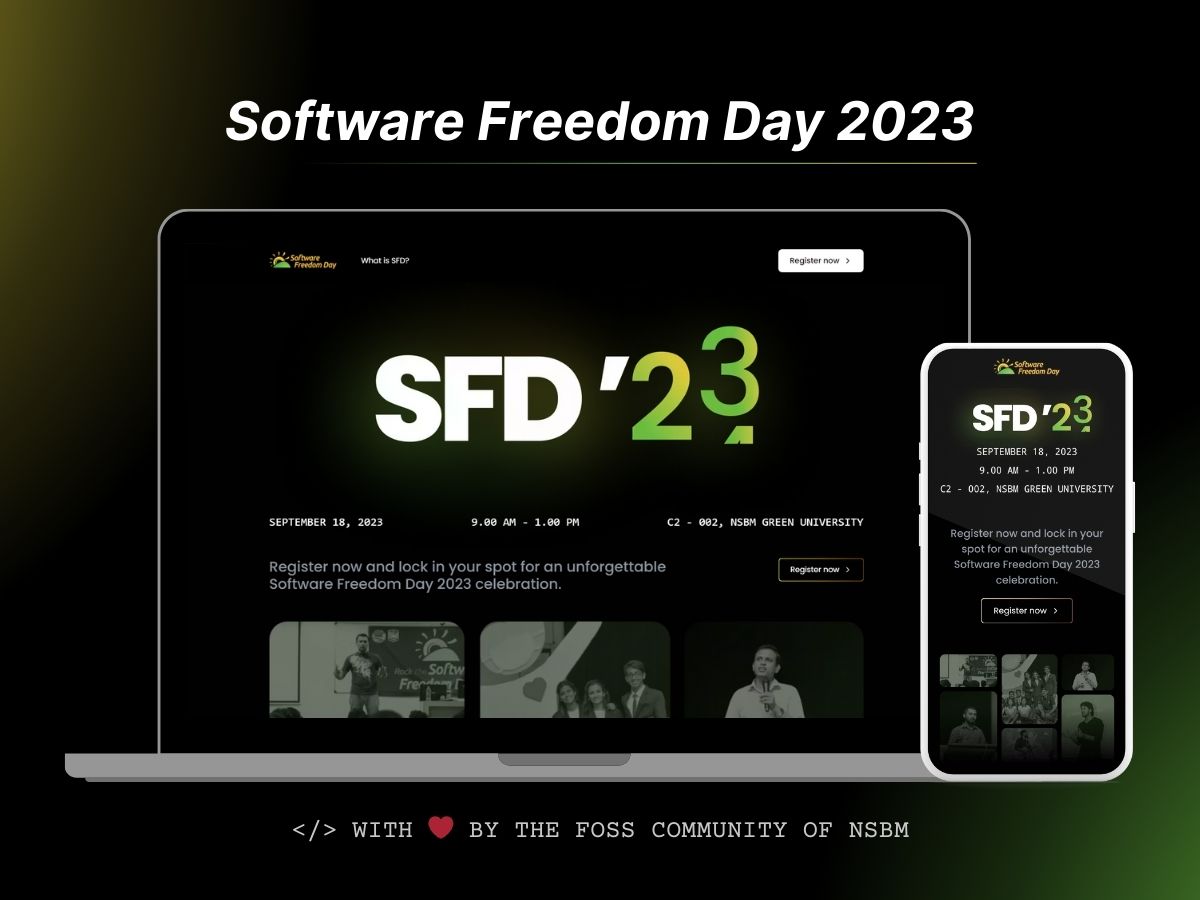 Software Freedom Day 2023
Software
Freedom Day
What is SFD?
Register now
SFD '23
SEPTEMBER 18, 2023
9.00 AM - 1.00 PM
C2 - 002, NSBM GREEN UNIVERSITY
Register now and lock in your spot for an unforgettable
Software Freedom Day 2023 celebration.
Register now
Rock the Softw
Freedom D
Software
Freedom Day
SFD '23
SEPTEMBER 18, 2023
9.00 AM - 1.00 PM
C2 - 002, NSBM GREEN UNIVERSITY
Register now and lock in your
spot for an unforgettable
Software Freedom Day 2023
celebration.
Register now
</> WITH ❤ BY THE FOSS COMMUNITY OF NSBM